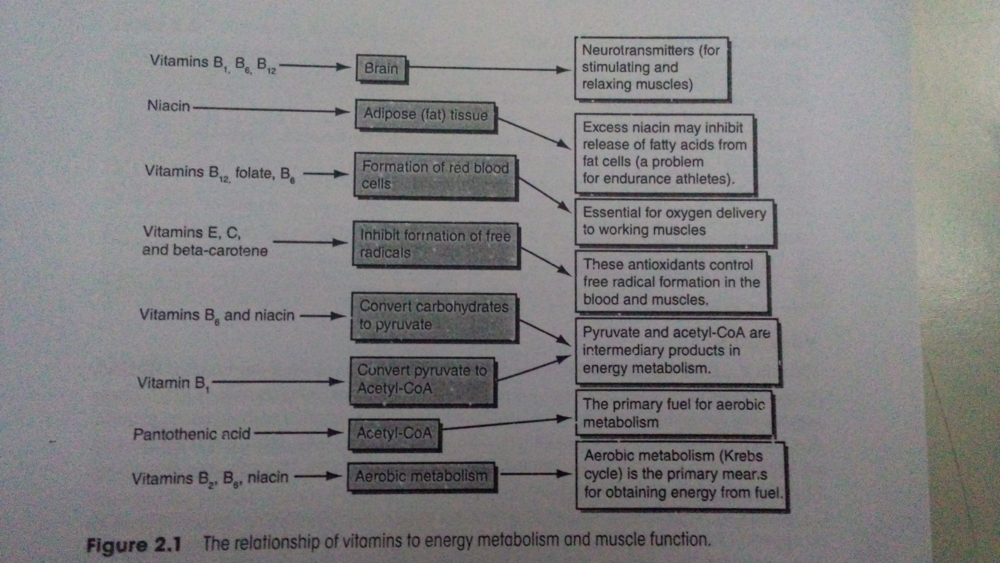 Vitamins B1, B6, B12
Brain
Neurotransmitters (for
stimulating and
relaxing muscles)
Niacin
Adipose (fat) tissue
Excess niacin may inhibit
release of fatty acids from
fat cells (a problem
for endurance athletes).
Vitamins B12, folate, B6
Formation of red blood
cells
Essential for oxygen delivery
to working muscles
Vitamins E, C,
and beta-carotene
Inhibit formation of free
radicals
These antioxidants control
free radical formation in the
blood and muscles.
Vitamins B6 and niacin
Convert carbohydrates
to pyruvate
Pyruvate and acetyl-CoA are
intermediary products in
energy metabolism.
Vitamin B1
Convert pyruvate to
Acetyl-CoA
Pantothenic acid
Acetyl-CoA
The primary fuel for aerobic
metabolism
Vitamins B2, B6, niacin
Aerobic metabolism
Aerobic metabolism (Krebs
cycle) is the primary means
for obtaining energy from fuel.
Figure 2.1 The relationship of vitamins to energy metabolism and muscle function.